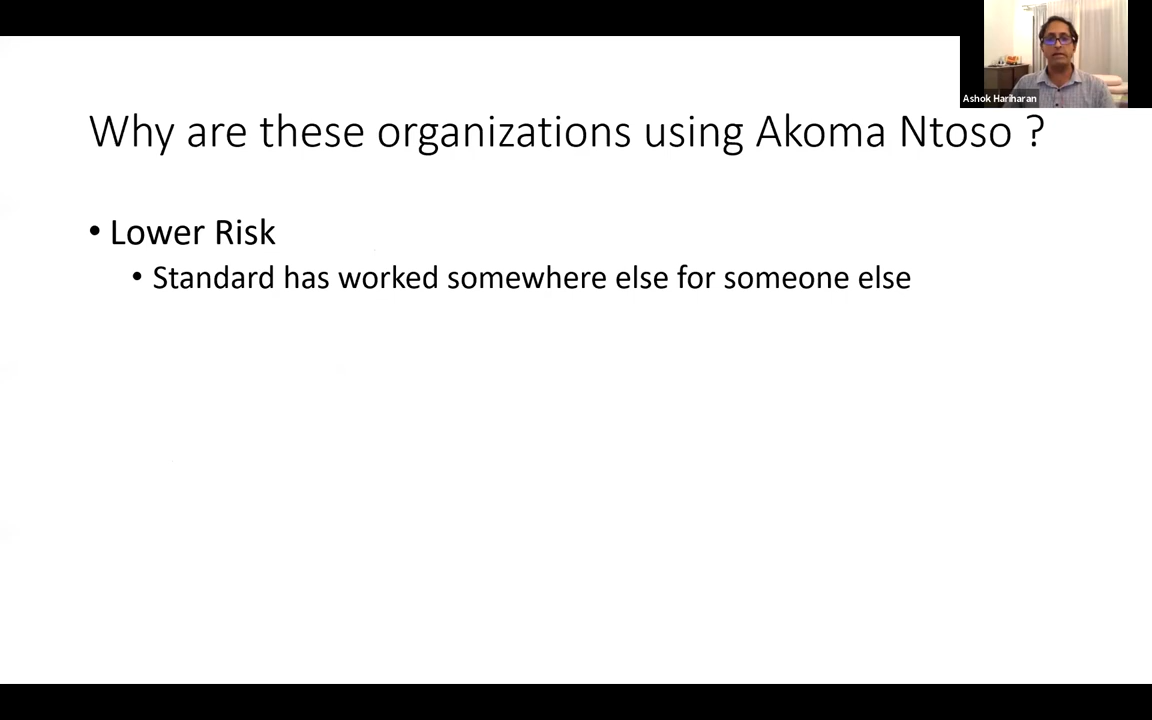 Ashok Hariharan
Why are these organizations using Akoma Ntoso ?
• Lower Risk
• Standard has worked somewhere else for someone else